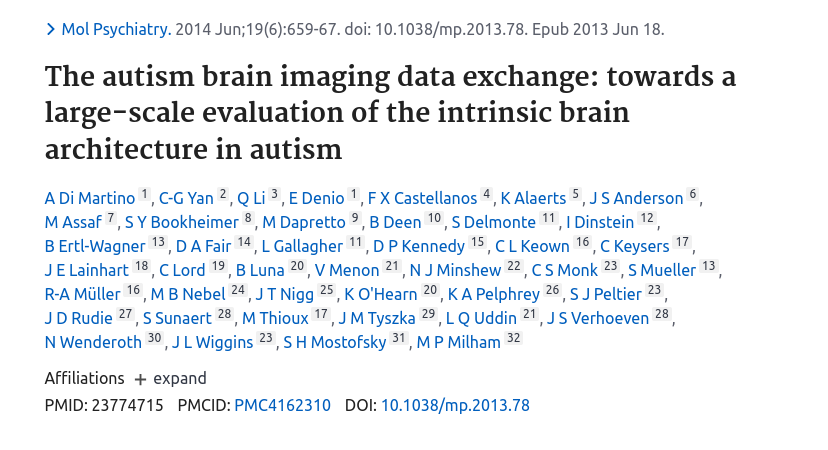 Mol Psychiatry. 2014 Jun;19(6):659-67. doi: 10.1038/mp.2013.78. Epub 2013 Jun 18.
The autism brain imaging data exchange: towards a
large-scale evaluation of the intrinsic brain
architecture in autism
A Di Martino 1, C-G Yan 2, Q Li 3, E Denio 1, F X Castellanos 4, K Alaerts 5, J S Anderson 6,
M Assaf 7, S Y Bookheimer 8, M Dapretto 9, B Deen 10, S Delmonte 11, I Dinstein 12,
B Ertl-Wagner 13, D A Fair 14, L Gallagher 11, D P Kennedy 15, C L Keown 16, C Keysers 17,
J E Lainhart 18, C Lord 19, B Luna 20, V Menon 21, N J Minshew 22, C S Monk 23, S Mueller 13,
R-A Müller 16, M B Nebel 24, J T Nigg 25, K O'Hearn 20, K A Pelphrey 26, S J Peltier 23,
J D Rudie 27, S Sunaert 28, M Thioux 17, J M Tyszka 29, L Q Uddin 21, J S Verhoeven 28,
N Wenderoth 30, J L Wiggins 23, S H Mostofsky 31, M P Milham 32
Affiliations + expand
PMID: 23774715 PMCID: PMC4162310 DOI: 10.1038/mp.2013.78